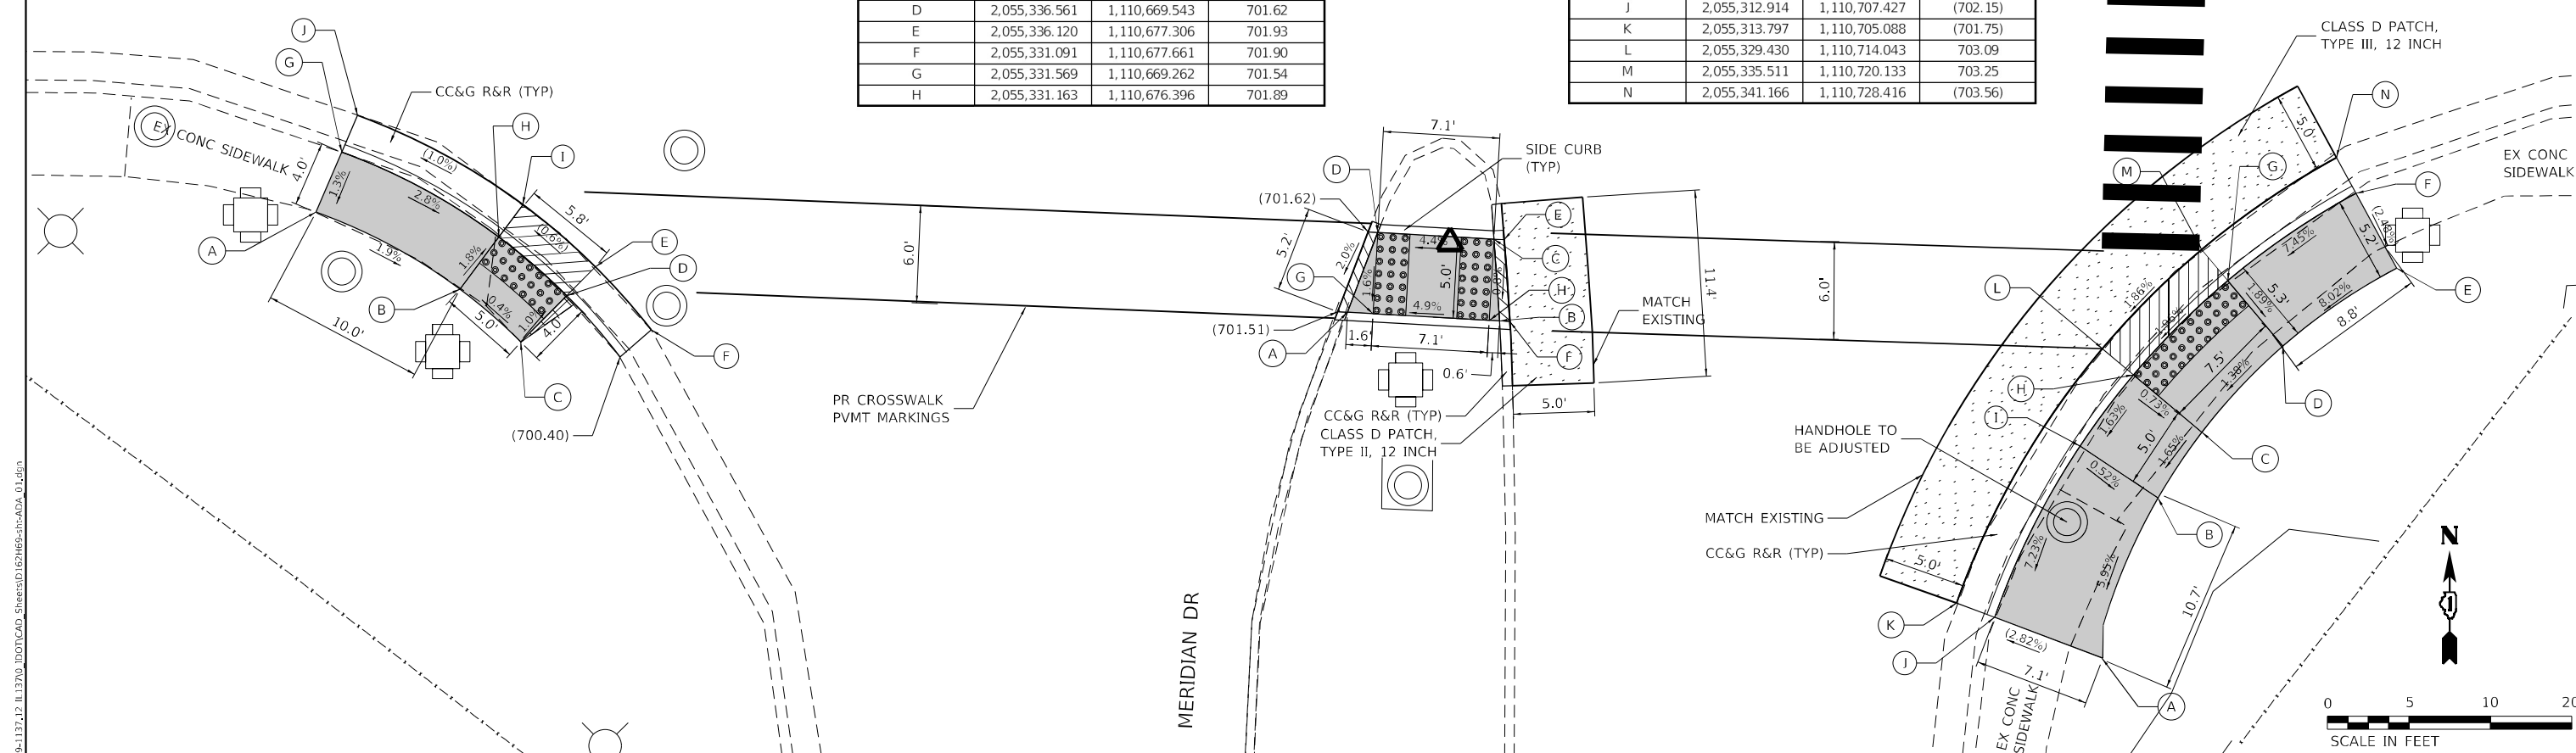 D 2,055,336.561 1,110,669.543 701.62
E 2,055,336.120 1,110,677.306 701.93
F 2,055,331.091 1,110,677.661 701.90
G 2,055,331.569 1,110,669.262 701.54
H 2,055,331.163 1,110,676.396 701.89
J 2,055,312.914 1,110,707.427 (702.15)
K 2,055,313.797 1,110,705.088 (701.75)
L 2,055,329.430 1,110,714.043 703.09
M 2,055,335.511 1,110,720.133 703.25
N 2,055,341.166 1,110,728.416 (703.56)
J
G
CC&G R&R (TYP)
H
I
EX CONC SIDEWALK
4.0'
1.3%
(1.0%)
2.8%
1.9%
1.8%
5.8'
(0.6%)
E
D
A
B
0.4%
1.0%
5.0'
4.0'
10.0'
C
F
(700.40)
6.0'
PR CROSSWALK
PVMT MARKINGS
7.1'
SIDE CURB
(TYP)
D
(701.62)
E
5.2'
2.0%
4.4%
C
G
1.6%
5.0'
H
4.9%
B
(701.51)
A
1.6'
7.1'
F
0.6'
11.4'
MATCH
EXISTING
5.0'
CC&G R&R (TYP)
CLASS D PATCH,
TYPE II, 12 INCH
MERIDIAN DR
6.0'
CLASS D PATCH,
TYPE III, 12 INCH
5.0'
N
M
G
F
EX CONC
SIDEWALK
7.45%
5.2'
(2.48%)
L
1.86%
1.89%
5.3'
8.02%
E
8.8'
7.5'
1.38%
H
0.73%
D
I
1.63%
5.0'
1.65%
C
0.52%
HANDHOLE TO
BE ADJUSTED
MATCH EXISTING
CC&G R&R (TYP)
B
7.23%
5.95%
5.0'
10.7'
K
(2.82%)
J
7.1'
A
EX CONC
SIDEWALK
N
0 5 10 20
SCALE IN FEET